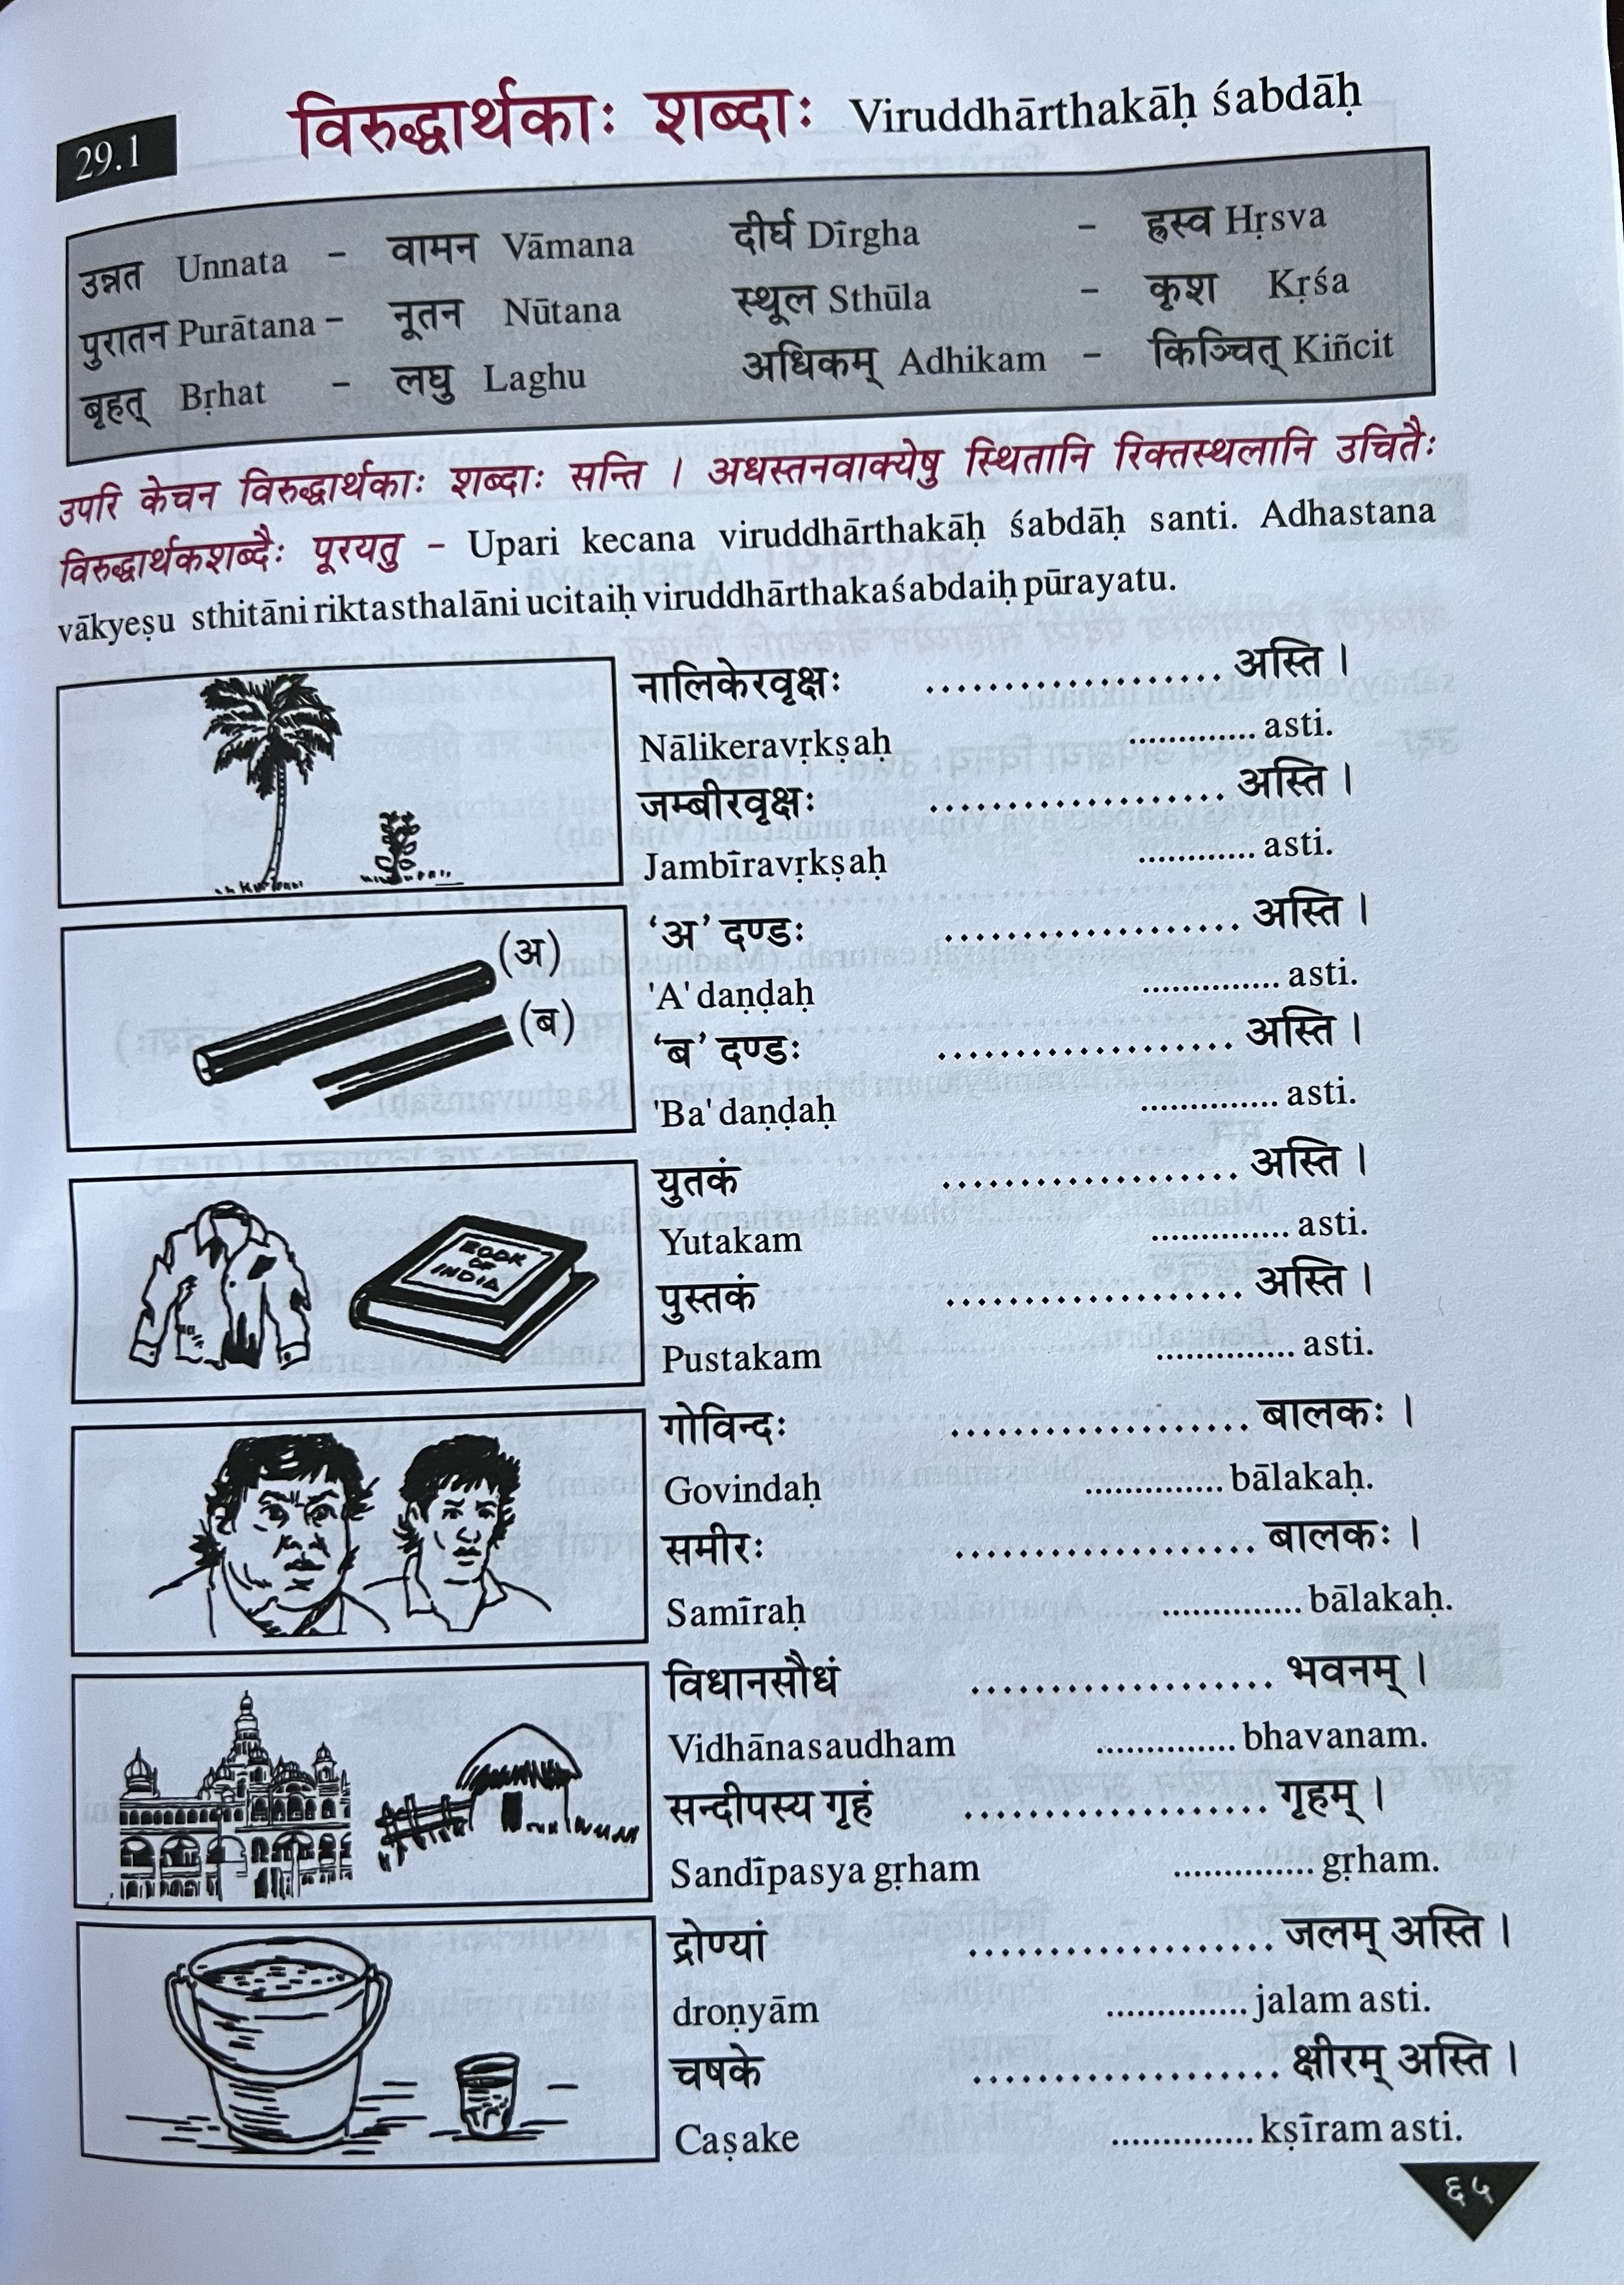 29.1
विरुद्धार्थकाः शब्दाः Viruddhārthakāḥ śabdāḥ
उन्नत Unnata - वामन Vāmana दीर्घ Dīrgha - ह्रस्व Hṛsva
पुरातन Purātana - नूतन Nūtana स्थूल Sthūla - कृश Kṛśa
बृहत् Bṛhat - लघु Laghu अधिकम् Adhikam - किञ्चित् Kiñcit
उपरि केचन विरुद्धार्थकाः शब्दाः सन्ति । अधस्तनवाक्येषु स्थितानि रिक्तस्थलानि उचितैः
विरुद्धार्थकशब्दैः पूरयतु - Upari kecana viruddhārthakāḥ śabdāḥ santi. Adhastana
vākyeṣu sthitāni riktasthalāni ucitaiḥ viruddhārthakaśabdaiḥ pūrayatu.
नालिकेरवृक्षः ................... अस्ति ।
Nālikeravṛkṣaḥ ............. asti.
जम्बीरवृक्षः ................... अस्ति ।
Jambīravṛkṣaḥ ............ asti.
(अ)
(ब)
‘अ’ दण्डः ................... अस्ति ।
'A' daṇḍaḥ .............. asti.
‘ब’ दण्डः ................... अस्ति ।
'Ba' daṇḍaḥ .............. asti.
BOOK
OF
INDIA
युतकं ................... अस्ति ।
Yutakam .............. asti.
पुस्तकं ................... अस्ति ।
Pustakam .............. asti.
गोविन्दः ................... बालकः ।
Govindaḥ .............. bālakaḥ.
समीरः ................... बालकः ।
Samīraḥ .............. bālakaḥ.
विधानसौधं ................... भवनम् ।
Vidhānasaudham .............. bhavanam.
सन्दीपस्य गृहं ................... गृहम् ।
Sandīpasya gṛham .............. gṛham.
द्रोण्यां ................... जलम् अस्ति ।
droṇyām .............. jalam asti.
चषके ................... क्षीरम् अस्ति ।
Caṣake .............. kṣīram asti.
६५